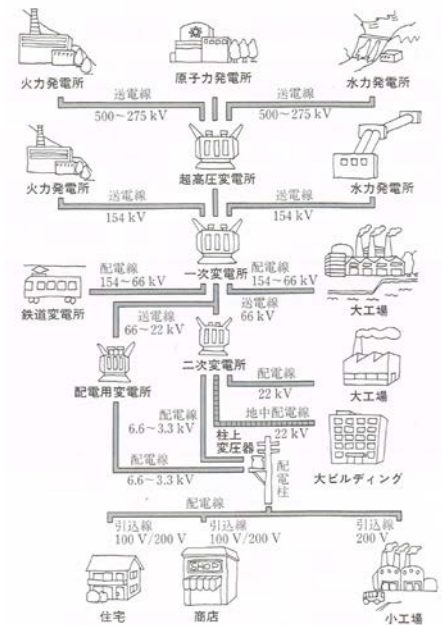 火力発電所
原子力発電所
水力発電所
送電線
500～275 kV
送電線
500～275 kV
超高圧変電所
火力発電所
水力発電所
送電線
154 kV
送電線
154 kV
一次変電所
配電線
154～66 kV
配電線
154～66 kV
鉄道変電所
大工場
送電線
66～22 kV
送電線
66 kV
配電用変電所
二次変電所
配電線
22 kV
大工場
配電線
6.6～3.3 kV
地中配電線
22 kV
柱上
変圧器
大ビルディング
配電線
6.6～3.3 kV
配電柱
配電線
引込線
100 V/200 V
引込線
100 V/200 V
引込線
200 V
SHOP
住宅
商店
小工場